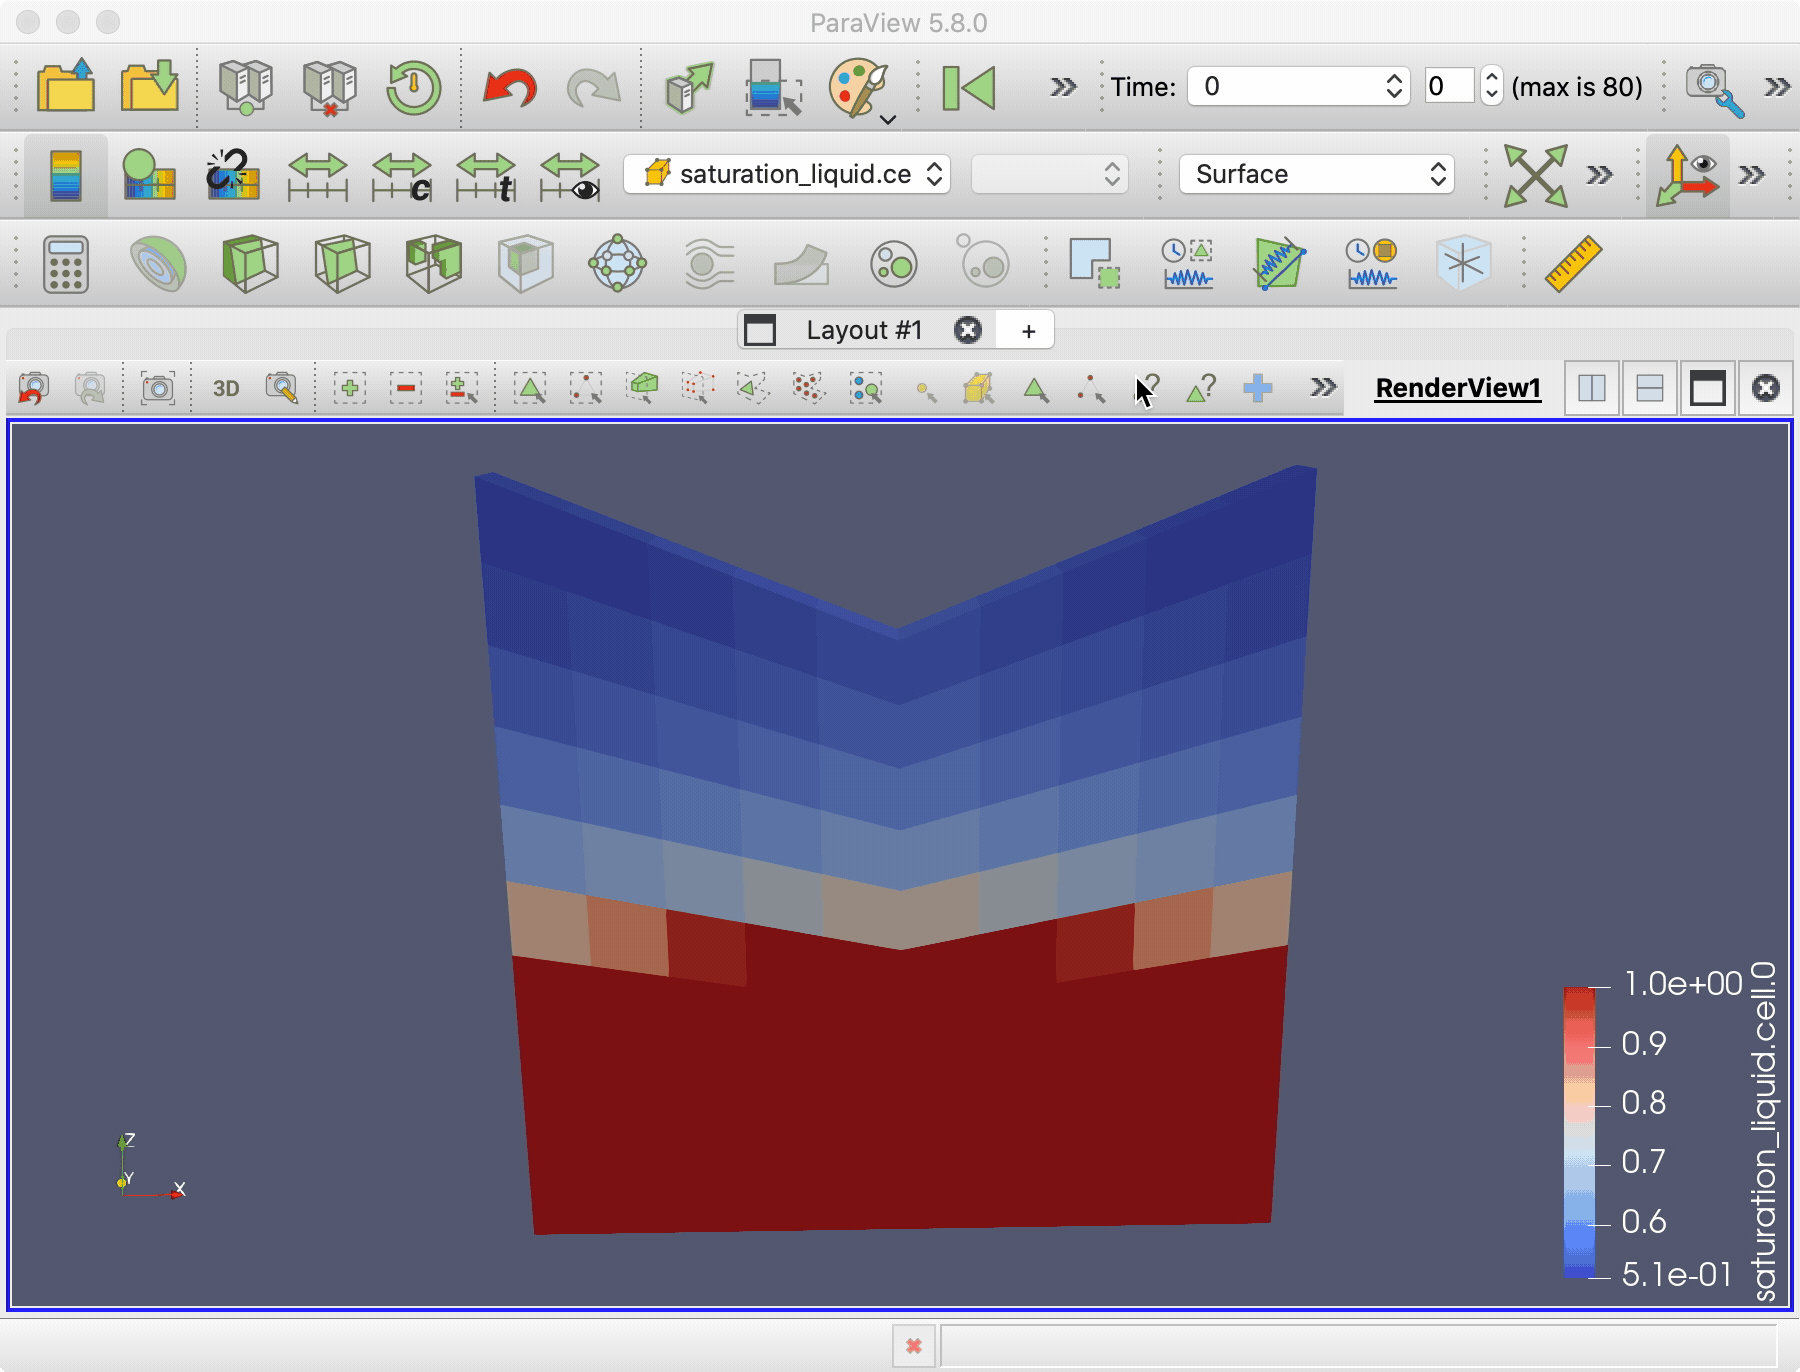 ParaView 5.8.0
Time: 0 0 (max is 80)
c t saturation_liquid.ce Surface
Layout #1 +
3D ? ? RenderView1
1.0e+00
0.9
0.8
0.7
0.6
5.1e-01
saturation_liquid.cell.0
Z
Y
X